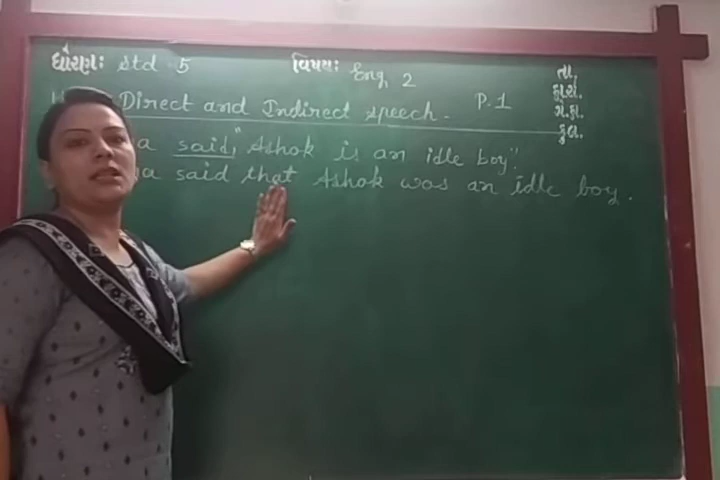 ધોરણઃ std 5 વિષયઃ Eng 2 તા.
Direct and Indirect speech. P.1 કુ.સં.
ગે.હા.
said, "Ashok is an idle boy". કુલ.
said that Ashok was an idle boy.